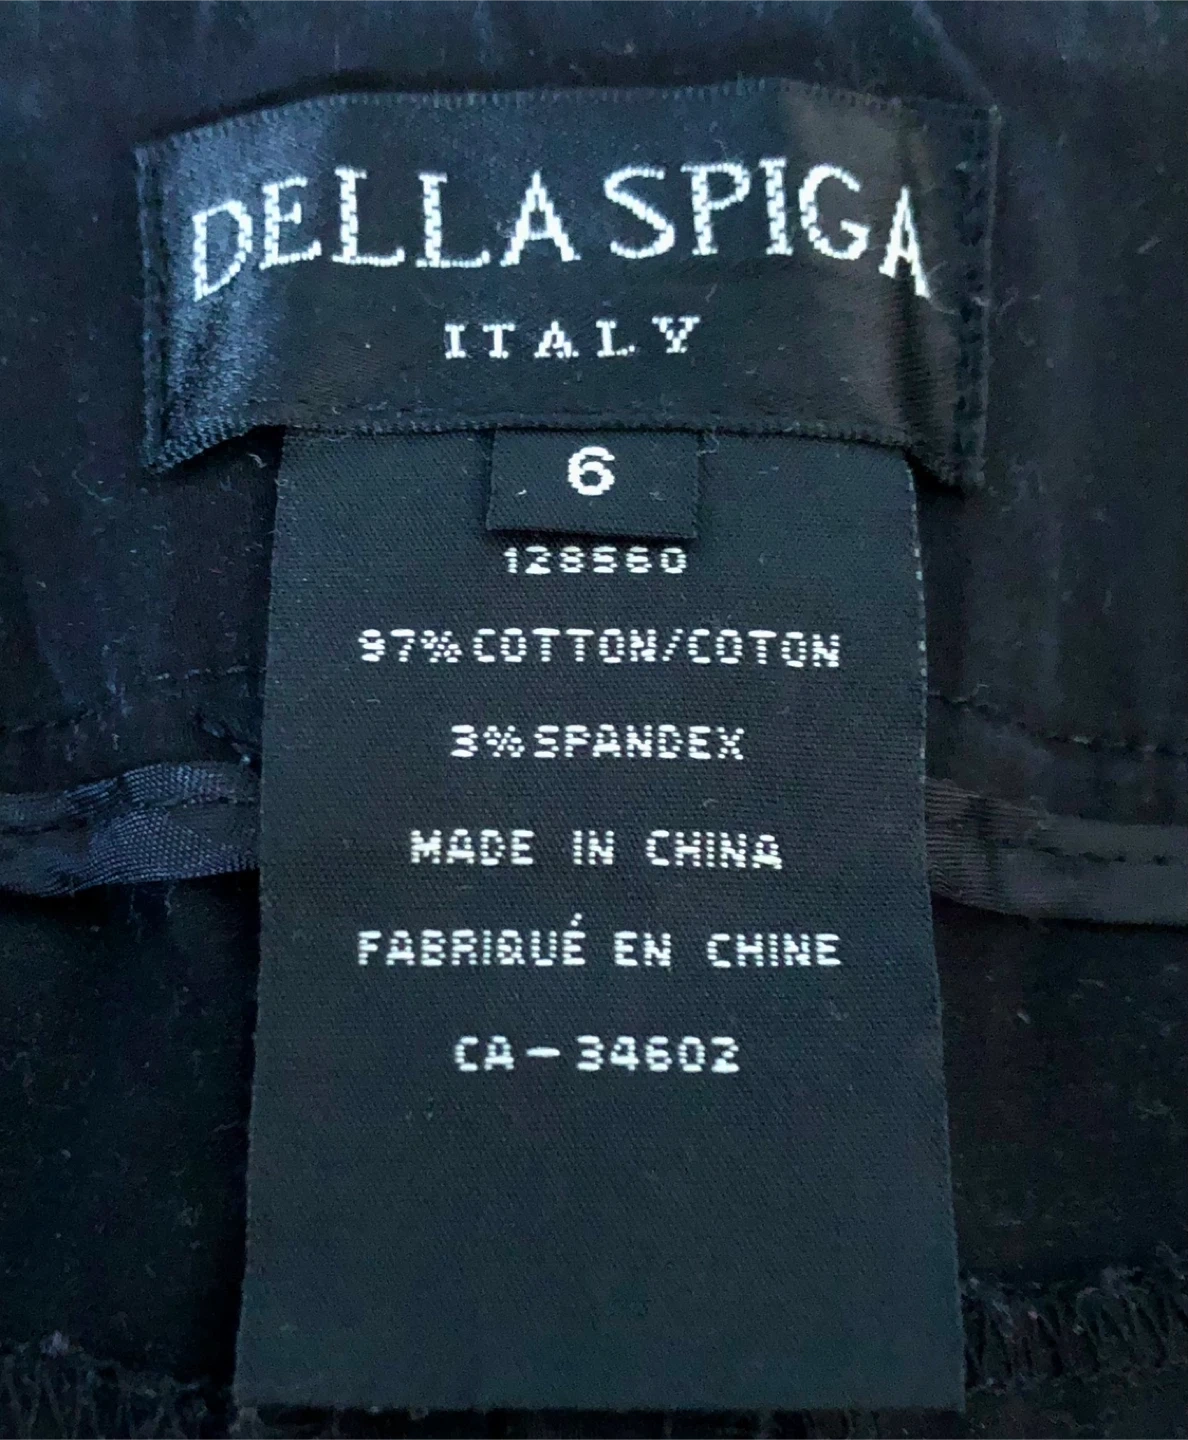 DELLA SPIGA
ITALY
6
128560
97% COTTON/COTON
3% SPANDEX
MADE IN CHINA
FABRIQUÉ EN CHINE
CA-34602